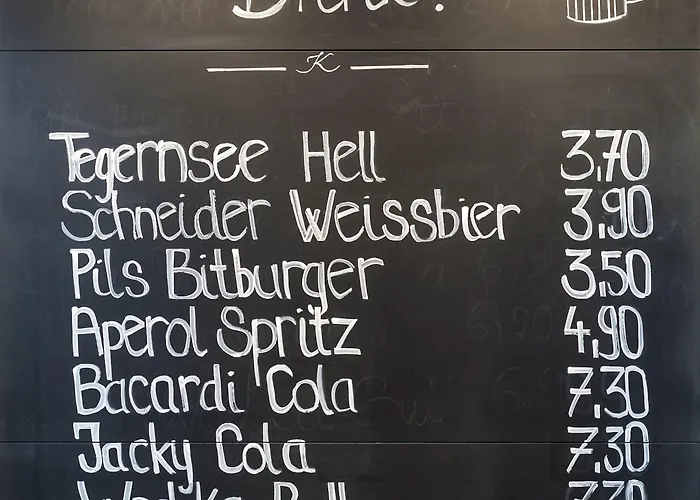 K
Tegernsee Hell 3,70
Schneider Weissbier 3,90
Pils Bitburger 3,50
Aperol Spritz 4,90
Bacardi Cola 7,30
Jacky Cola 7,30